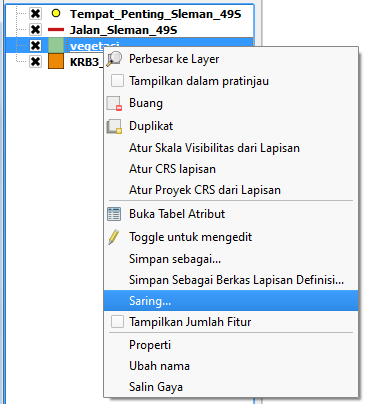 Tempat_Penting_Sleman_49S
Jalan_Sleman_49S
vegetasi
KRB3_
Perbesar ke Layer
Tampilkan dalam pratinjau
Buang
Duplikat
Atur Skala Visibilitas dari Lapisan
Atur CRS lapisan
Atur Proyek CRS dari Lapisan
Buka Tabel Atribut
Toggle untuk mengedit
Simpan sebagai...
Simpan Sebagai Berkas Lapisan Definisi...
Saring...
Tampilkan Jumlah Fitur
Properti
Ubah nama
Salin Gaya